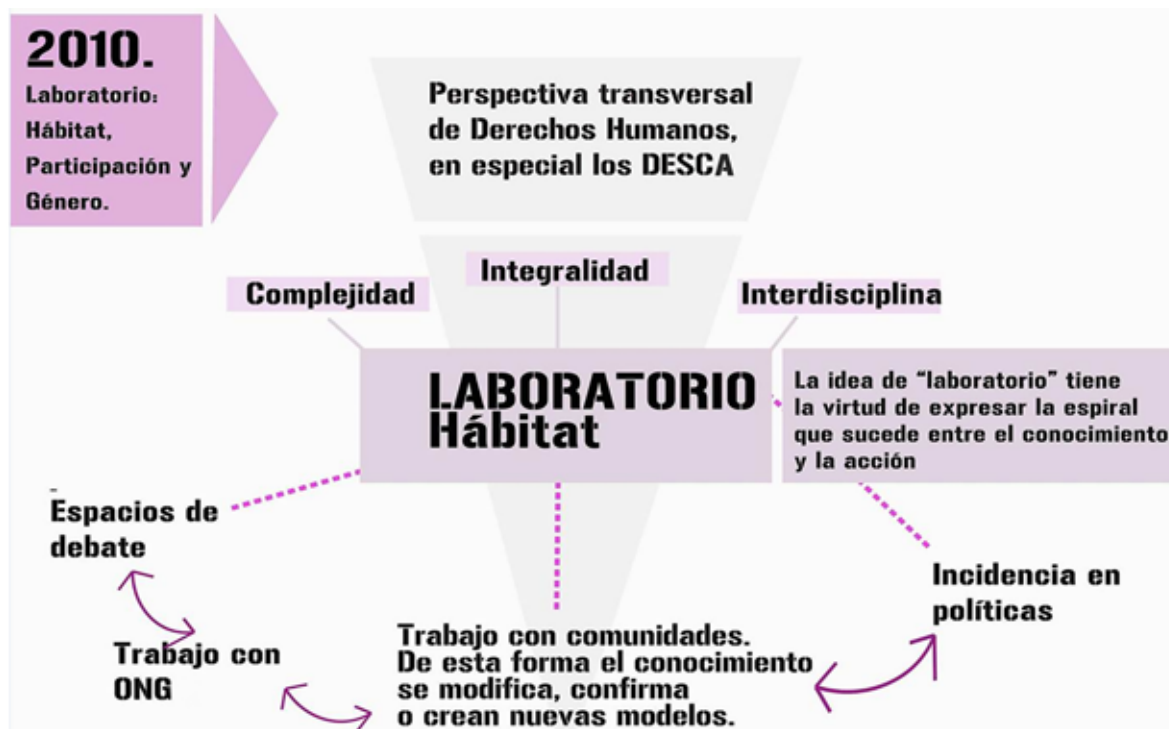 2010.
Laboratorio:
Hábitat,
Participación y
Género.
Perspectiva transversal
de Derechos Humanos,
en especial los DESCA
Complejidad
Integralidad
Interdisciplina
LABORATORIO
Hábitat
La idea de “laboratorio” tiene
la virtud de expresar la espiral
que sucede entre el conocimiento
y la acción
Espacios de
debate
Trabajo con
ONG
Trabajo con comunidades.
De esta forma el conocimiento
se modifica, confirma
o crean nuevas modelos.
Incidencia en
políticas